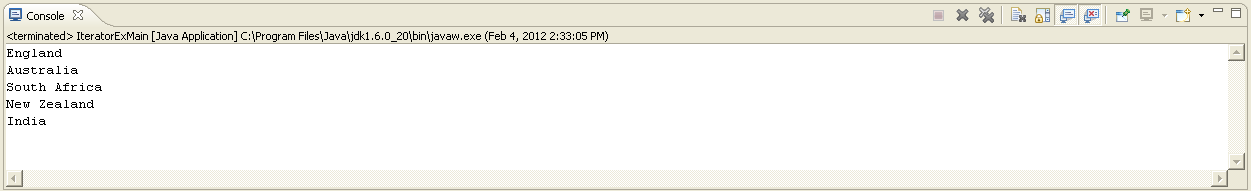 Console
<terminated> IteratorExMain [Java Application] C:\Program Files\Java\jdk1.6.0_20\bin\javaw.exe (Feb 4, 2012 2:33:05 PM)
England
Australia
South Africa
New Zealand
India